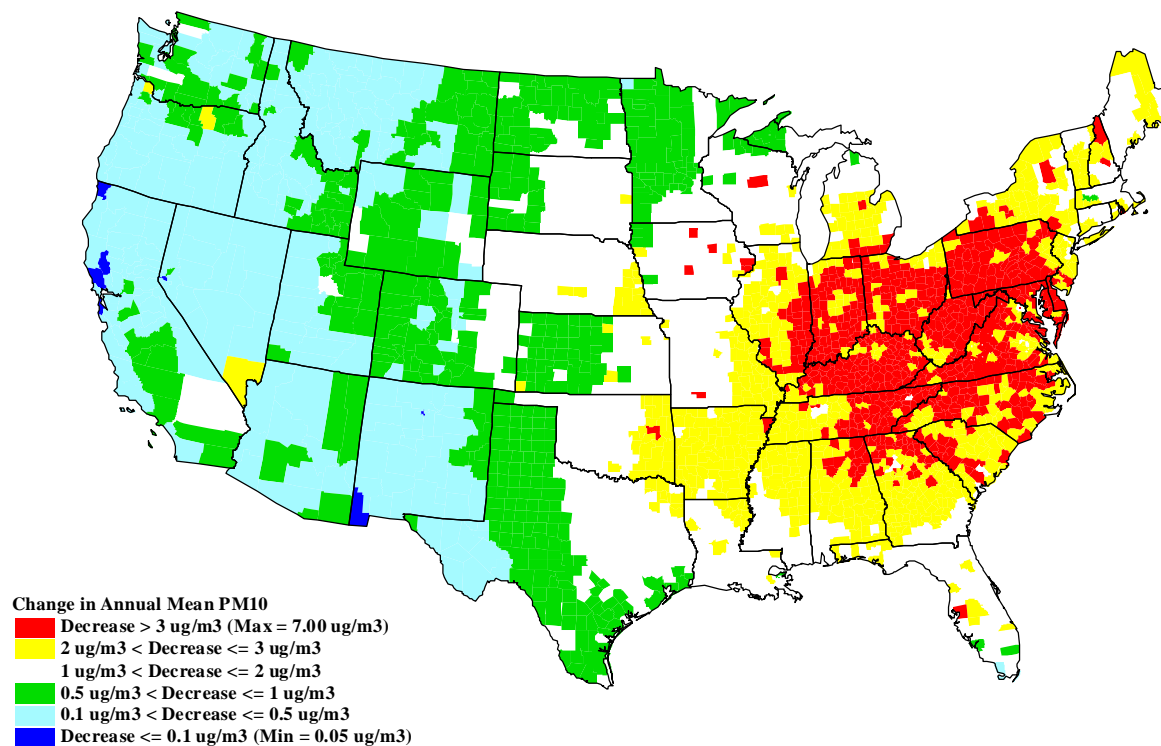 Change in Annual Mean PM10
Decrease > 3 ug/m3 (Max = 7.00 ug/m3)
2 ug/m3 < Decrease <= 3 ug/m3
1 ug/m3 < Decrease <= 2 ug/m3
0.5 ug/m3 < Decrease <= 1 ug/m3
0.1 ug/m3 < Decrease <= 0.5 ug/m3
Decrease <= 0.1 ug/m3 (Min = 0.05 ug/m3)